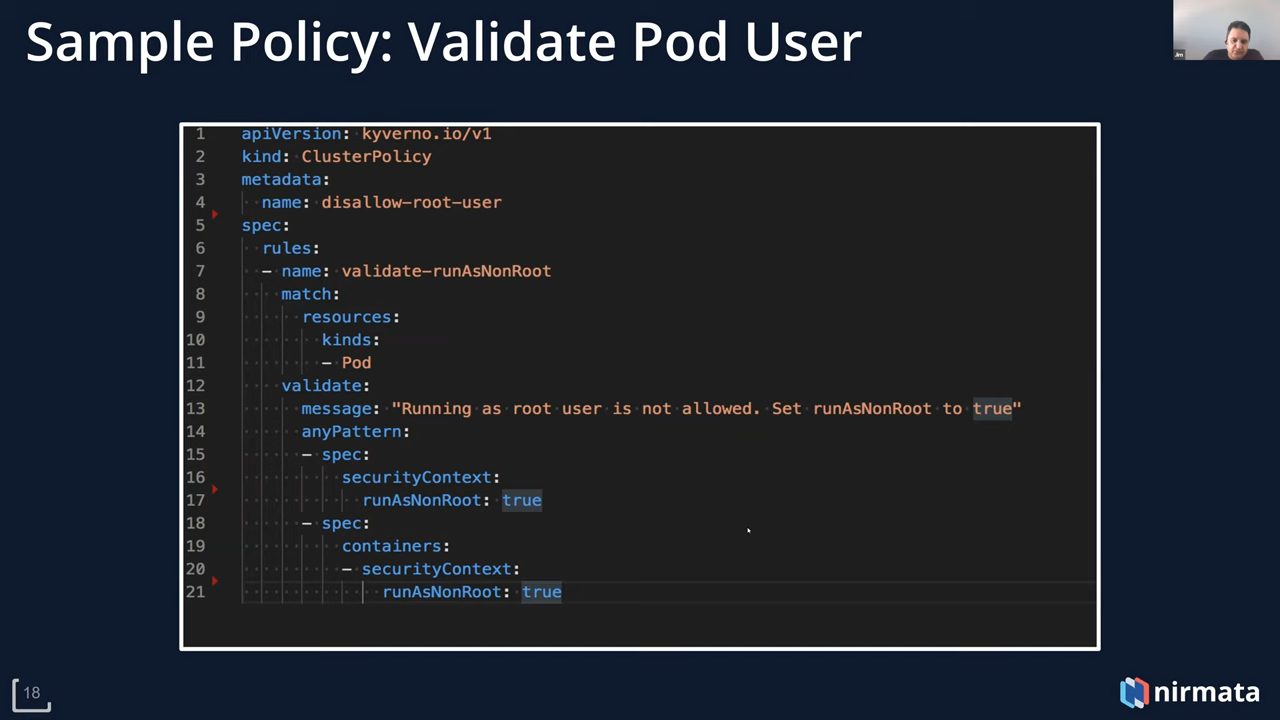 Sample Policy: Validate Pod User
1 apiVersion: kyverno.io/v1
2 kind: ClusterPolicy
3 metadata:
4 name: disallow-root-user
5 spec:
6 rules:
7 - name: validate-runAsNonRoot
8 match:
9 resources:
10 kinds:
11 - Pod
12 validate:
13 message: "Running as root user is not allowed. Set runAsNonRoot to true"
14 anyPattern:
15 - spec:
16 securityContext:
17 runAsNonRoot: true
18 - spec:
19 containers:
20 - securityContext:
21 runAsNonRoot: true
18
nirmata